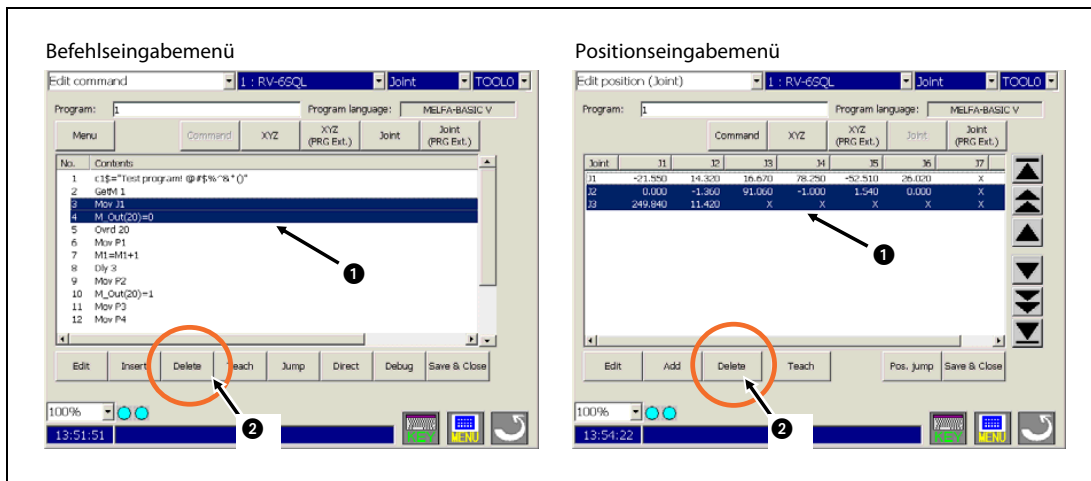 Befehlseingabemenü
Edit command 1 : RV-6SQL Joint TOOL0
Program: 1 Program language: MELFA-BASIC V
Menu Command XYZ XYZ (PRG Ext.) Joint Joint (PRG Ext.)
No. Contents
1 c1$="Test program! @#$%^&*()"
2 GetM 1
3 Mov J1
4 M_Out(20)=0
5 Ovrd 20
6 Mov P1
7 M1=M1+1
8 Dly 3
9 Mov P2
10 M_Out(20)=1
11 Mov P3
12 Mov P4
❶
Edit Insert Delete Teach Jump Direct Debug Save & Close
❷
100%
13:51:51 KEY MENU
Positionseingabemenü
Edit position (Joint) 1 : RV-6SQL Joint TOOL0
Program: 1 Program language: MELFA-BASIC V
Command XYZ XYZ (PRG Ext.) Joint Joint (PRG Ext.)
Joint J1 J2 J3 J4 J5 J6 J7
J1 -21.550 14.320 16.670 78.250 -52.510 26.020 X
J2 0.000 -1.360 91.060 -1.000 1.540 0.000 X
J3 249.840 11.420 X X X X X
❶
Edit Add Delete Teach Pos. jump Save & Close
❷
100%
13:54:22 KEY MENU